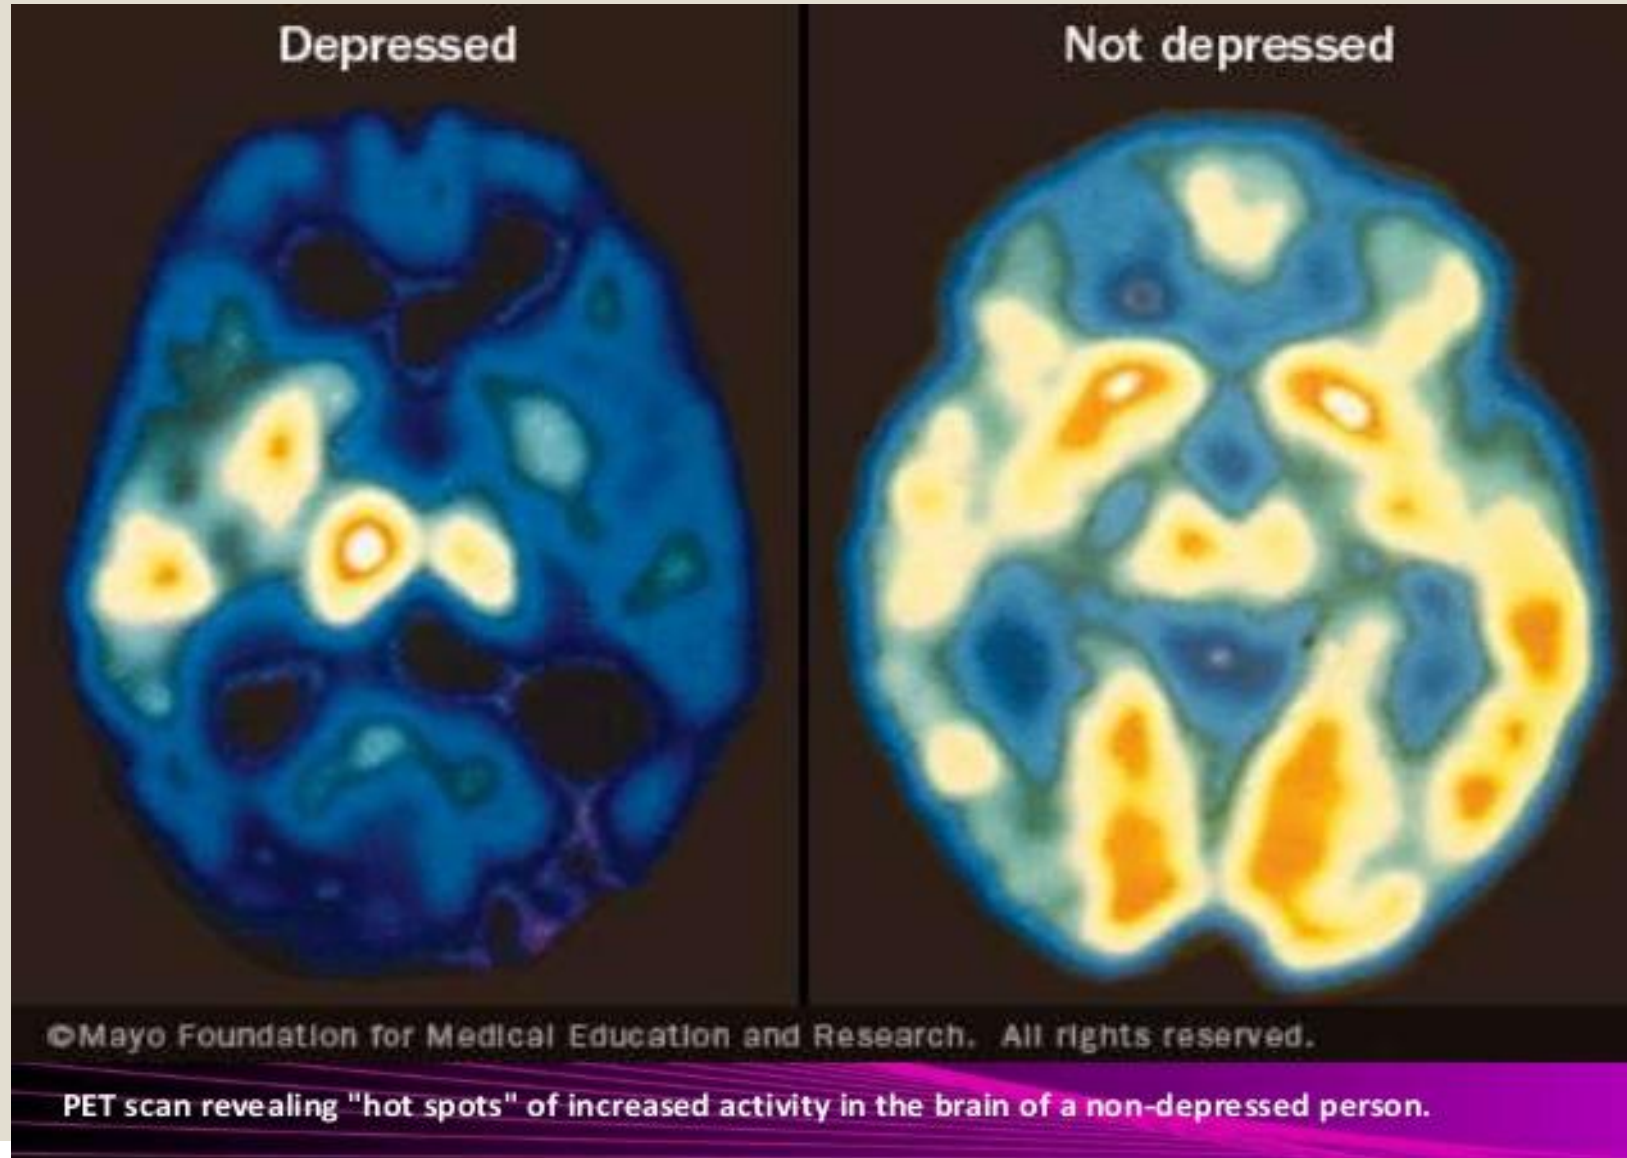 Depressed
Not depressed
©Mayo Foundation for Medical Education and Research. All rights reserved.
PET scan revealing "hot spots" of increased activity in the brain of a non-depressed person.